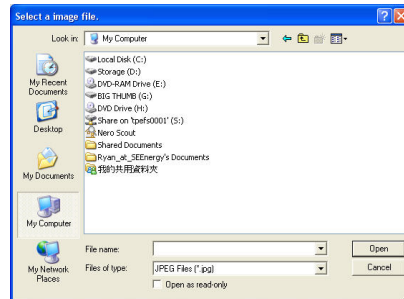 Select a image file.
Look in:
My Computer
My Recent Documents
Desktop
My Documents
My Computer
My Network Places
Local Disk (C:)
Storage (D:)
DVD-RAM Drive (E:)
BIG THUMB (G:)
DVD Drive (H:)
Share on 'tpefs0001' (S:)
Nero Scout
Shared Documents
Ryan_at_SEEnergy's Documents
我的共用資料夾
File name:
Open
Files of type:
JPEG Files (*.jpg)
Cancel
Open as read-only